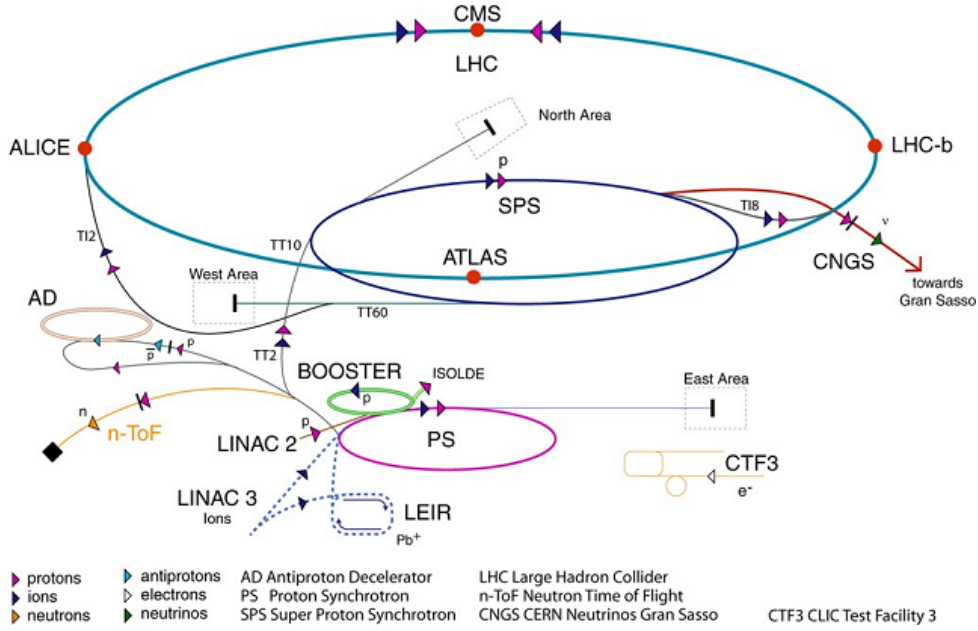 CMS
LHC
North Area
ALICE
LHC-b
p
SPS
TI8
TI2
TT10
ν
ATLAS
CNGS
West Area
towards
Gran Sasso
AD
TT60
p
p
TT2
BOOSTER
ISOLDE
East Area
p
n
n-ToF
p
LINAC 2
PS
CTF3
e-
LINAC 3
Ions
LEIR
Pb+
protons
antiprotons
AD Antiproton Decelerator
LHC Large Hadron Collider
ions
electrons
PS Proton Synchrotron
n-ToF Neutron Time of Flight
neutrons
neutrinos
SPS Super Proton Synchrotron
CNGS CERN Neutrinos Gran Sasso
CTF3 CLIC Test Facility 3